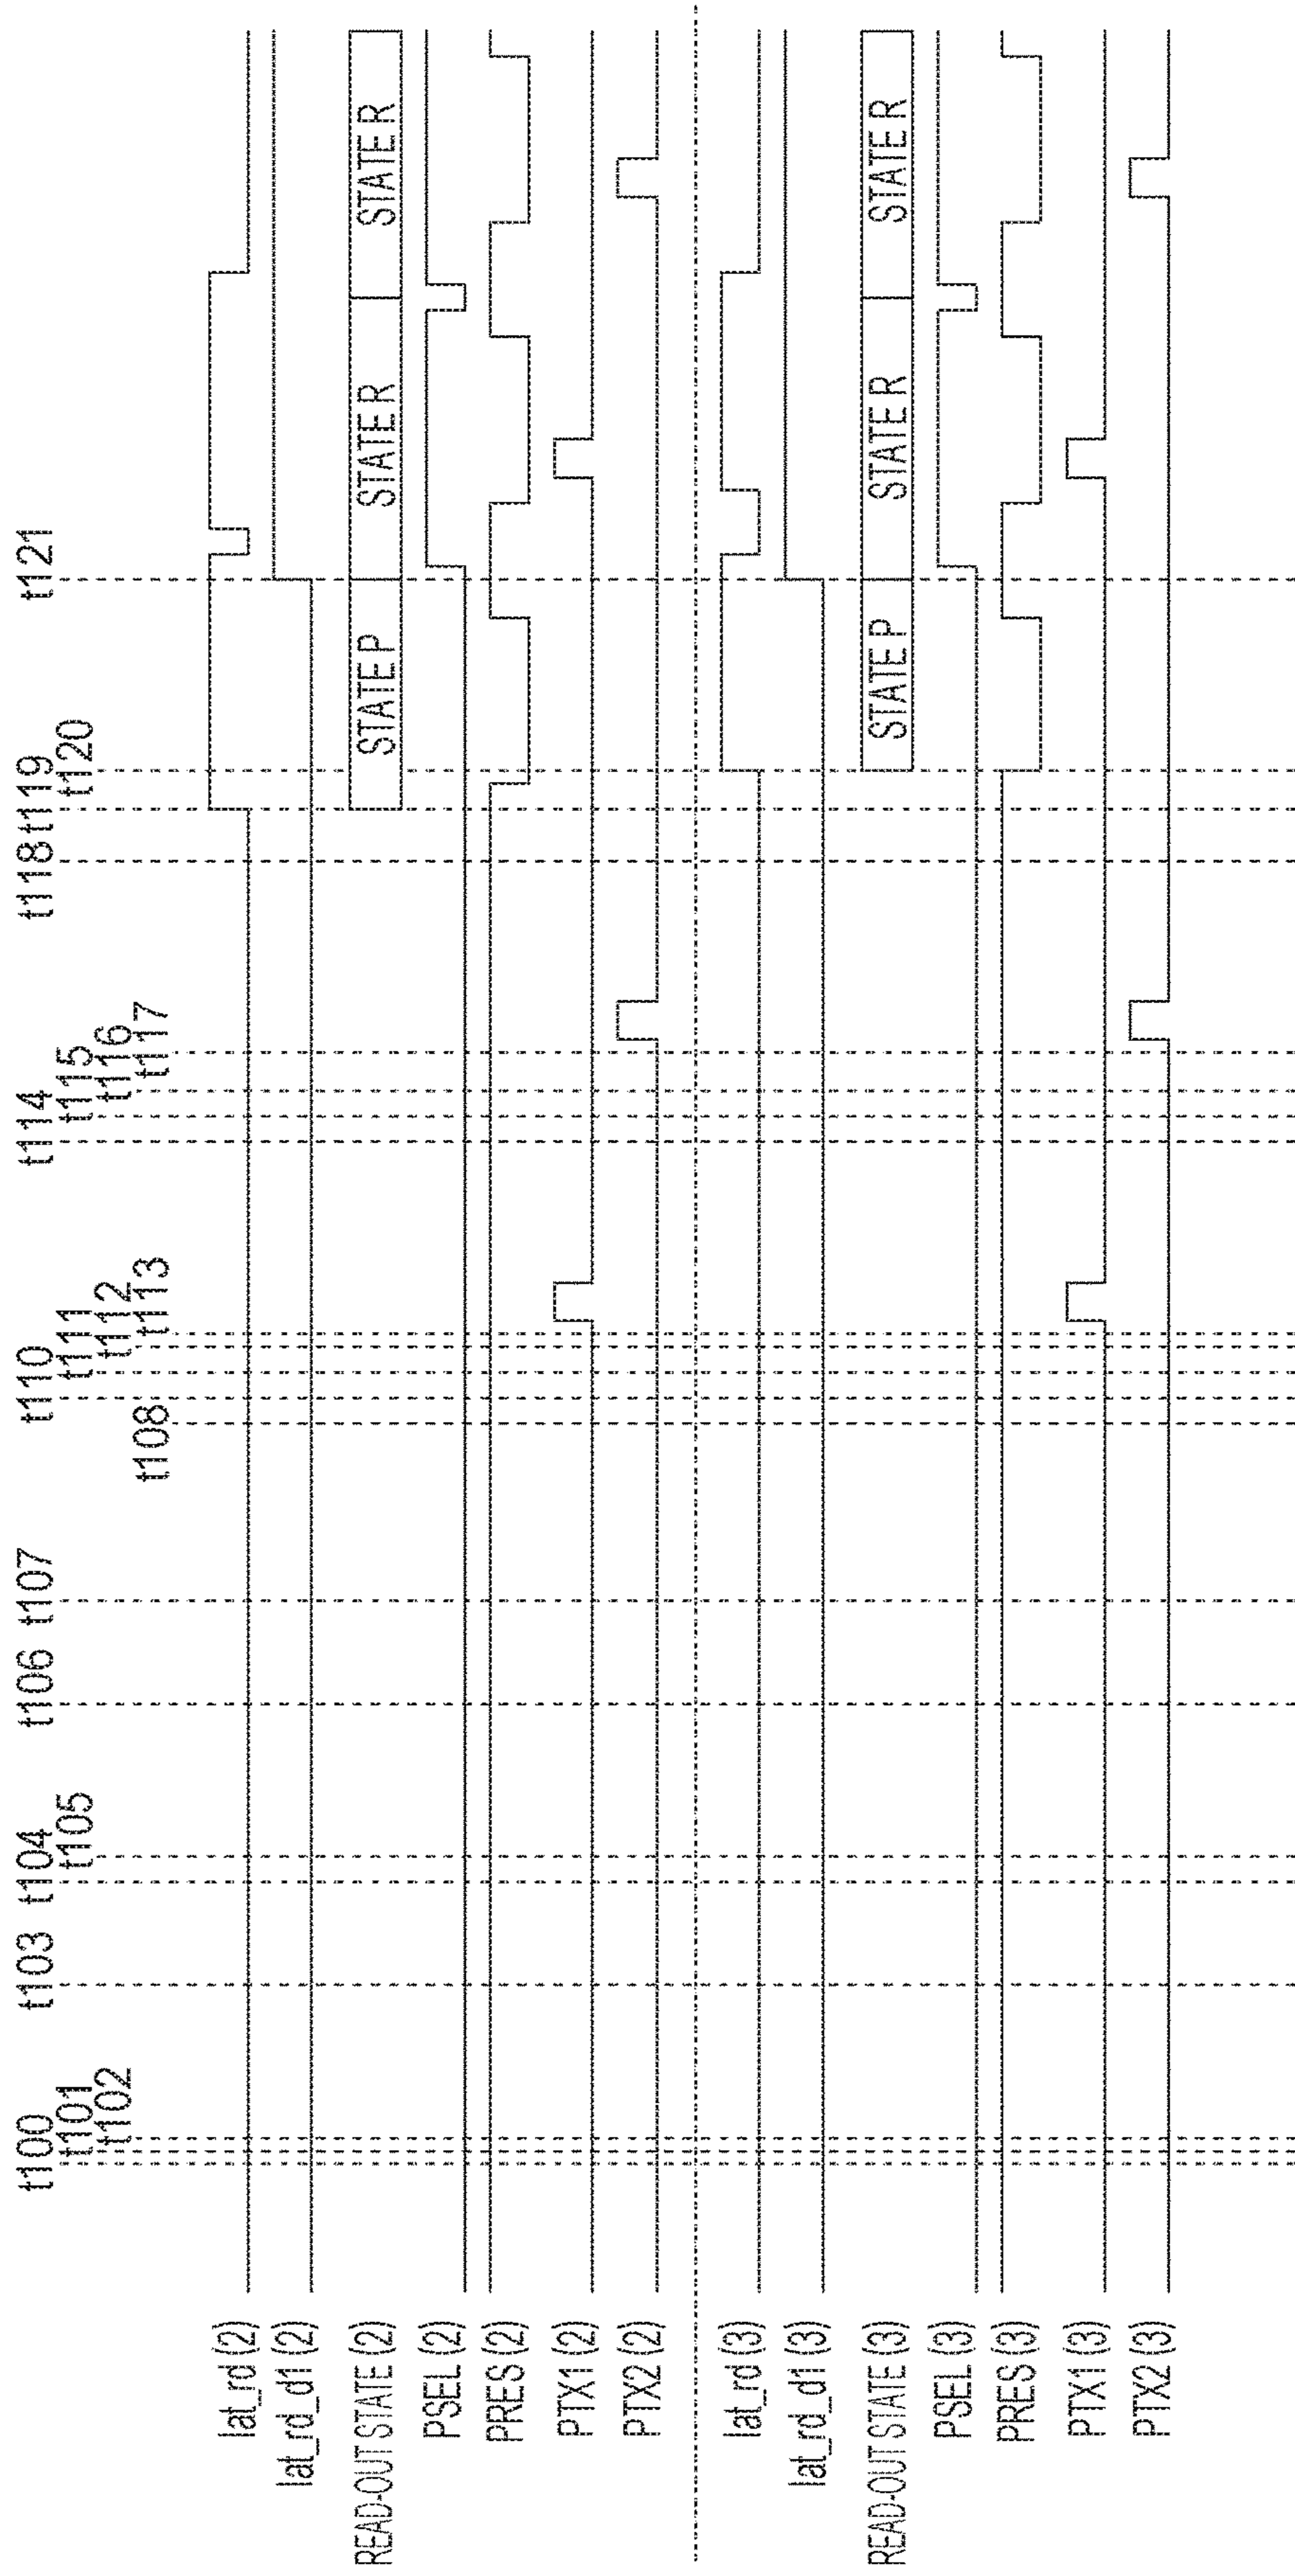 t100
t101
t102
t103
t104
t105
t106
t107
t108
t110
t111
t112
t113
t114
t115
t116
t117
t118
t119
t120
t121
lat_rd (2)
lat_rd_d1 (2)
READ-OUT STATE (2) STATE P STATE R STATE R
PSEL (2)
PRES (2)
PTX1 (2)
PTX2 (2)
lat_rd (3)
lat_rd_d1 (3)
READ-OUT STATE (3) STATE P STATE R STATE R
PSEL (3)
PRES (3)
PTX1 (3)
PTX2 (3)